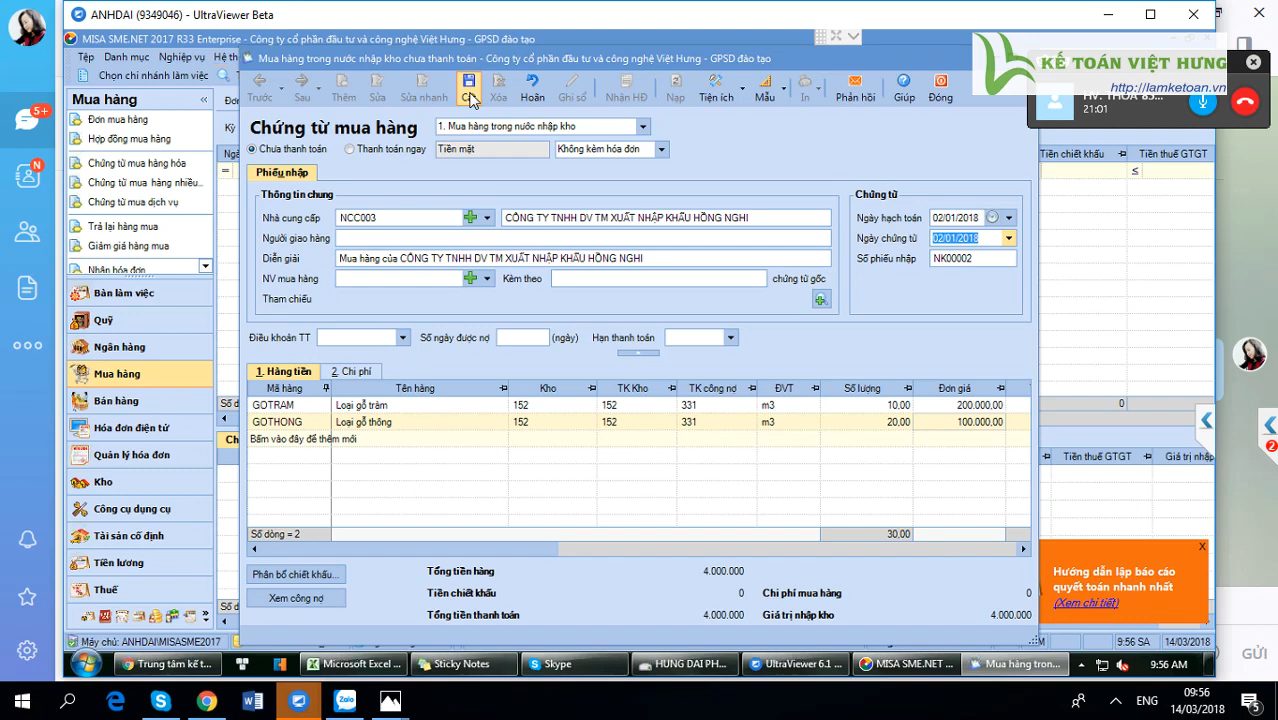 ANHDAI (9349046) - UltraViewer Beta
MISA SME.NET 2017 R33 Enterprise - Công ty cổ phần đầu tư và công nghệ Việt Hưng - GPSD đào tạo
Tệp Danh mục Nghiệp vụ Hệ th
Chọn chi nhánh làm việc
Mua hàng trong nước nhập kho chưa thanh toán - Công ty cổ phần đầu tư và công nghệ Việt Hưng - GPSD đào tạo
KẾ TOÁN VIỆT HƯNG
http://lamketoan.vn
21:01
5+
N
Trước Sau Thêm Sửa Sửa nhanh Xóa Hoãn Ghi sổ Nhận HĐ Nạp Tiện ích Mẫu In Phản hồi Giúp Đóng
Mua hàng
Đơn mua hàng
Hợp đồng mua hàng
Chứng từ mua hàng hóa
Chứng từ mua hàng nhiều...
Chứng từ mua dịch vụ
Trả lại hàng mua
Giảm giá hàng mua
Nhận hóa đơn
Bàn làm việc
Quỹ
Ngân hàng
Mua hàng
Bán hàng
Hóa đơn điện tử
Quản lý hóa đơn
Kho
Công cụ dụng cụ
Tài sản cố định
Tiền lương
Thuế
Chứng từ mua hàng
1. Mua hàng trong nước nhập kho
Chưa thanh toán Thanh toán ngay Tiền mặt Không kèm hóa đơn
Phiếu nhập
Thông tin chung
Nhà cung cấp NCC003 CÔNG TY TNHH DV TM XUẤT NHẬP KHẨU HỒNG NGHI
Người giao hàng
Diễn giải Mua hàng của CÔNG TY TNHH DV TM XUẤT NHẬP KHẨU HỒNG NGHI
NV mua hàng Kèm theo chứng từ gốc
Tham chiếu
Chứng từ
Ngày hạch toán 02/01/2018
Ngày chứng từ 02/01/2018
Số phiếu nhập NK00002
Điều khoản TT Số ngày được nợ (ngày) Hạn thanh toán
1. Hàng tiền 2. Chi phí
Mã hàng Tên hàng Kho TK Kho TK công nợ ĐVT Số lượng Đơn giá
GOTRAM Loại gỗ tràm 152 152 331 m3 10,00 200.000,00
GOTHONG Loại gỗ thông 152 152 331 m3 20,00 100.000,00
Bấm vào đây để thêm mới
Số dòng = 2 30,00
Phân bổ chiết khấu...
Xem công nợ
Tổng tiền hàng 4.000.000
Tiền chiết khấu 0 Chi phí mua hàng 0
Tổng tiền thanh toán 4.000.000 Giá trị nhập kho 4.000.000
Tiền chiết khấu Tiền thuế GTGT
= ≤
0
Tiền thuế GTGT Giá trị nhập
2
X
Hướng dẫn lập báo cáo
quyết toán nhanh nhất
(Xem chi tiết)
Máy chủ: ANHDAI\MISASME2017
9:56 SA 14/03/2018
Trung tâm kế t... Microsoft Excel ... Sticky Notes Skype HUNG DAI PH... UltraViewer 6.1 ... MISA SME.NET ... Mua hàng tron... 9:56 AM
GỬI
ENG
09:56
14/03/2018
5